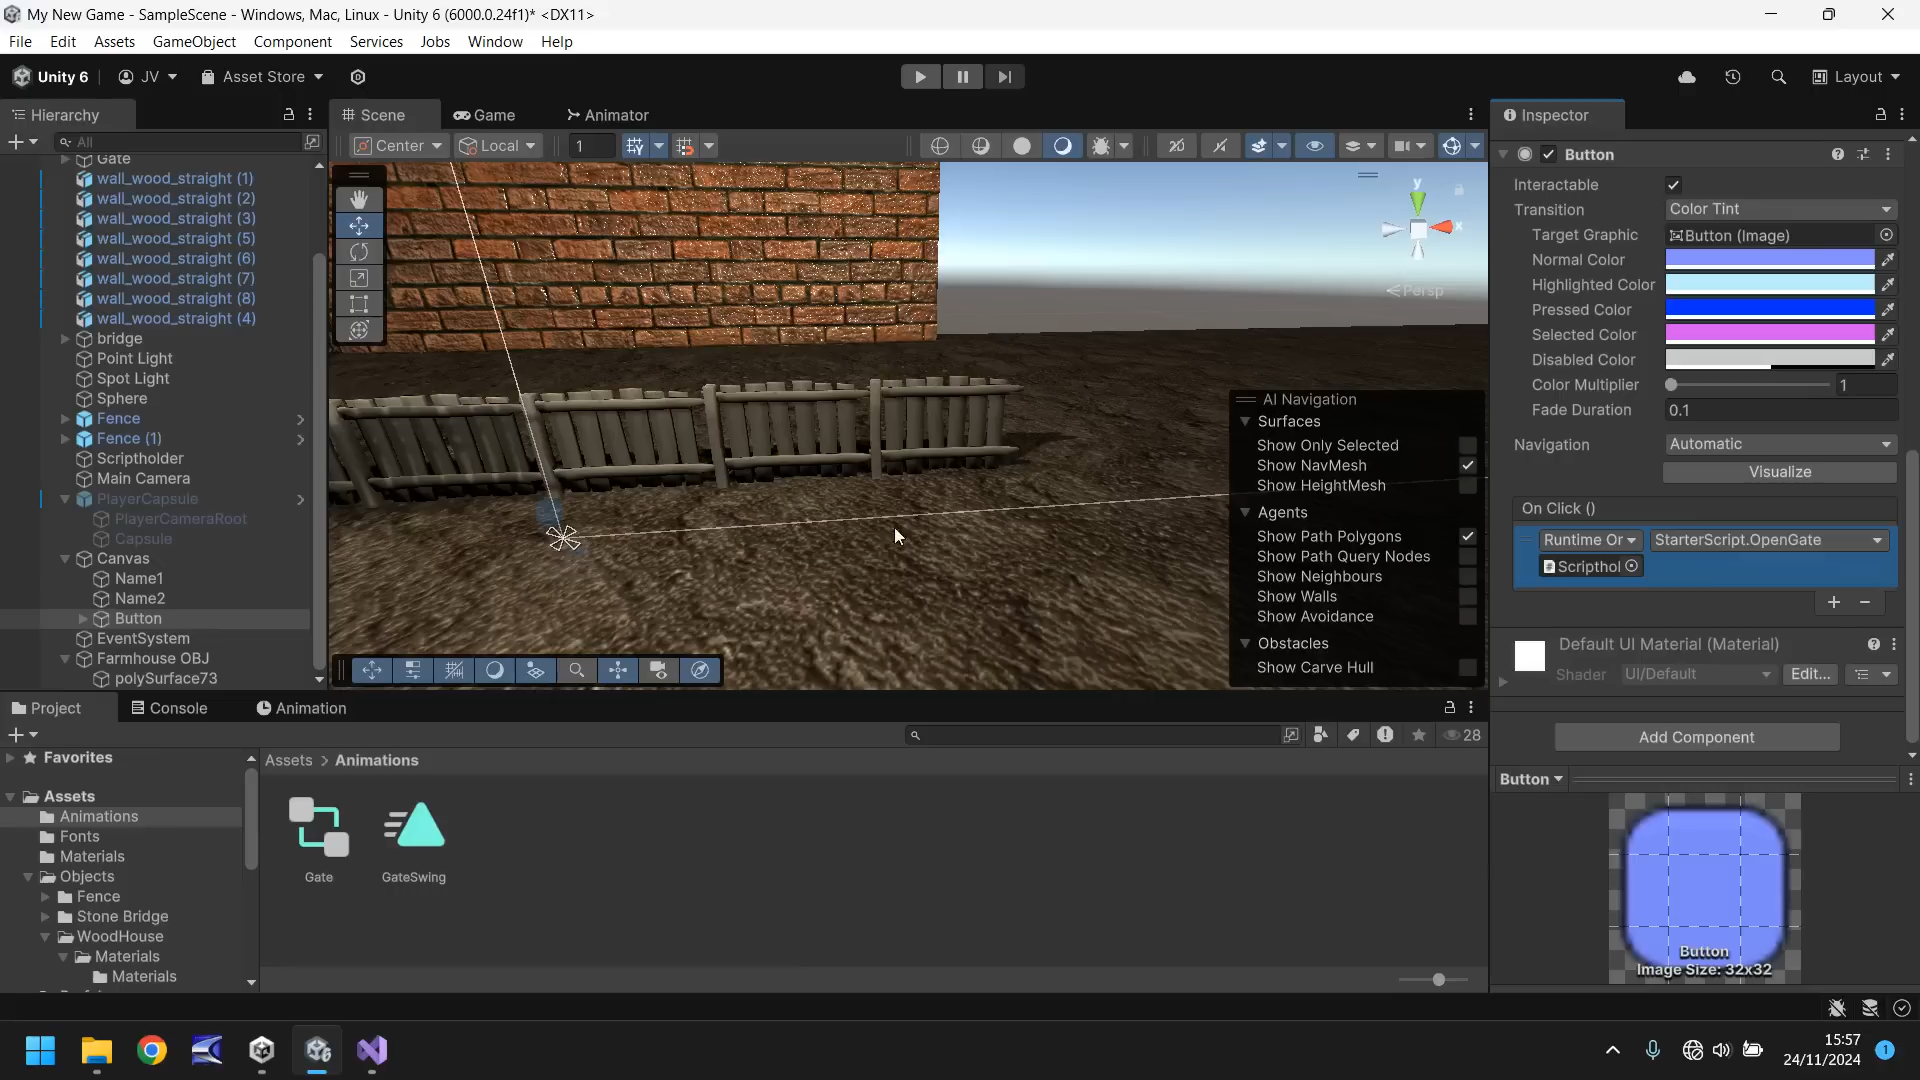 My New Game - SampleScene - Windows, Mac, Linux - Unity 6 (6000.0.24f1)* <DX11>
File Edit Assets GameObject Component Services Jobs Window Help
Unity 6 JV Asset Store Layout
Hierarchy
All
Gate
wall_wood_straight (1)
wall_wood_straight (2)
wall_wood_straight (3)
wall_wood_straight (5)
wall_wood_straight (6)
wall_wood_straight (7)
wall_wood_straight (8)
wall_wood_straight (4)
bridge
Point Light
Spot Light
Sphere
Fence
Fence (1)
Scriptholder
Main Camera
PlayerCapsule
PlayerCameraRoot
Capsule
Canvas
Name1
Name2
Button
EventSystem
Farmhouse OBJ
polySurface73
Scene Game Animator
Center Local 1 2D
y
x
Persp
AI Navigation
Surfaces
Show Only Selected
Show NavMesh
Show HeightMesh
Agents
Show Path Polygons
Show Path Query Nodes
Show Neighbours
Show Walls
Show Avoidance
Obstacles
Show Carve Hull
Inspector
Button
Interactable
Transition Color Tint
Target Graphic Button (Image)
Normal Color
Highlighted Color
Pressed Color
Selected Color
Disabled Color
Color Multiplier 1
Fade Duration 0.1
Navigation Automatic
Visualize
On Click ()
Runtime Or StarterScript.OpenGate
Scripthol
Default UI Material (Material)
Shader UI/Default Edit...
Add Component
Button
Button
Image Size: 32x32
Project Console Animation
28
Favorites
Assets
Animations
Fonts
Materials
Objects
Fence
Stone Bridge
WoodHouse
Materials
Materials
Assets > Animations
Gate GateSwing
15:57
24/11/2024
1